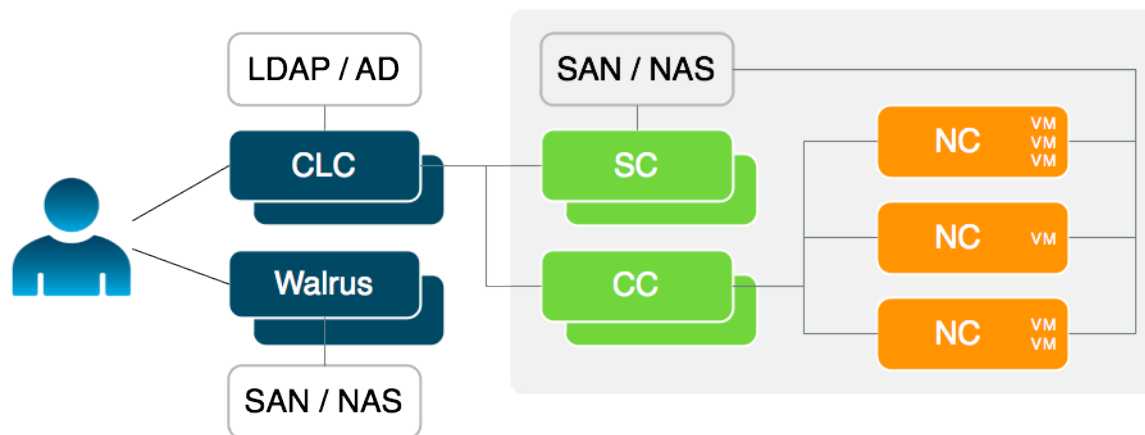 LDAP / AD
SAN / NAS
CLC
SC
NC
VM
VM
VM
NC
VM
Walrus
CC
NC
VM
VM
SAN / NAS